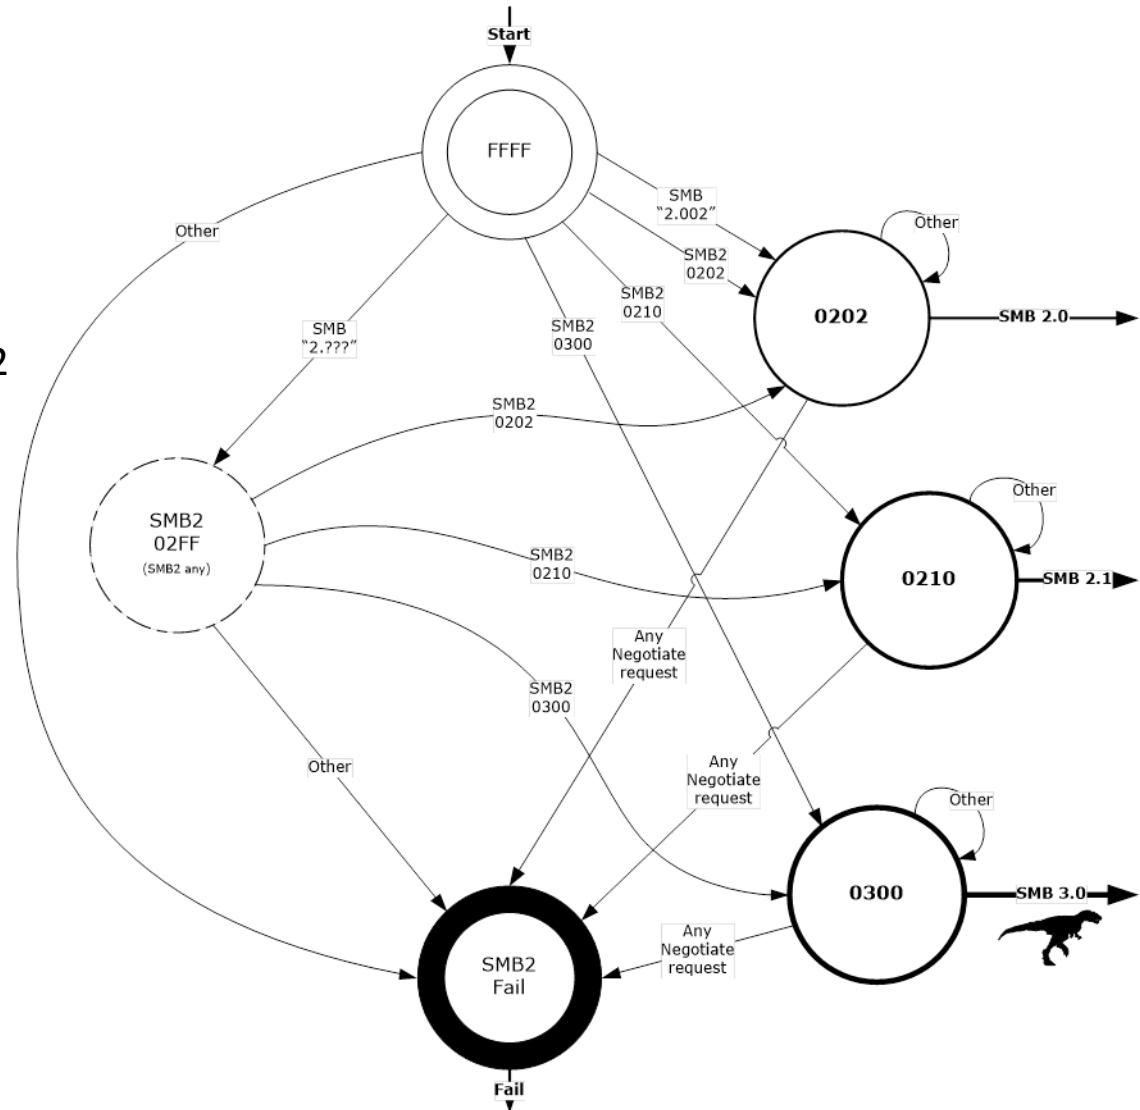 Start
FFFF
SMB
“2.002”
Other
Other
SMB2
0202
SMB2
0210
0202
SMB 2.0
SMB
“2.???”
SMB2
0300
2
SMB2
0202
Other
SMB2
02FF
(SMB2 any)
SMB2
0210
0210
SMB 2.1
Any
Negotiate
request
SMB2
0300
Other
Any
Negotiate
request
Other
0300
SMB 3.0
Any
Negotiate
request
SMB2
Fail
Fail